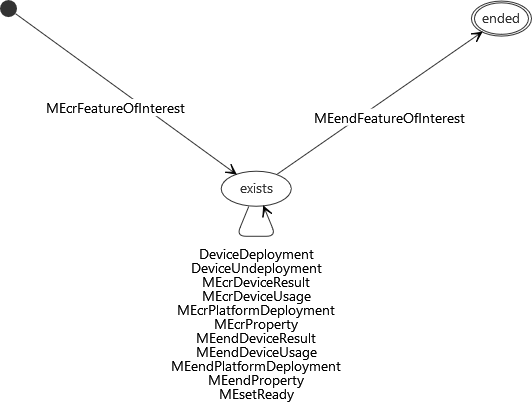 ended
MEcrFeatureOfInterest
MEendFeatureOfInterest
exists
DeviceDeployment
DeviceUndeployment
MEcrDeviceResult
MEcrDeviceUsage
MEcrPlatformDeployment
MEcrProperty
MEendDeviceResult
MEendDeviceUsage
MEendPlatformDeployment
MEendProperty
MEsetReady